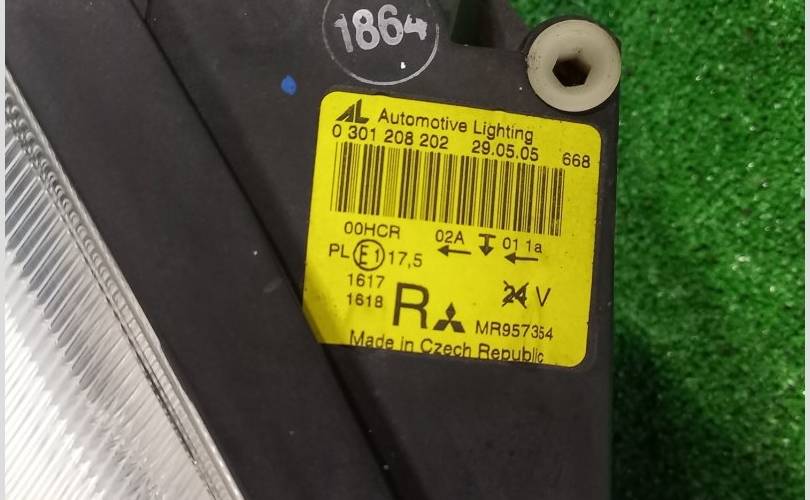 1864
AL Automotive Lighting
0 301 208 202 29.05.05 668
00HCR 02A 01 1a
PL E1 17,5
1617
1618 R 24 V
MR957354
Made in Czech Republic